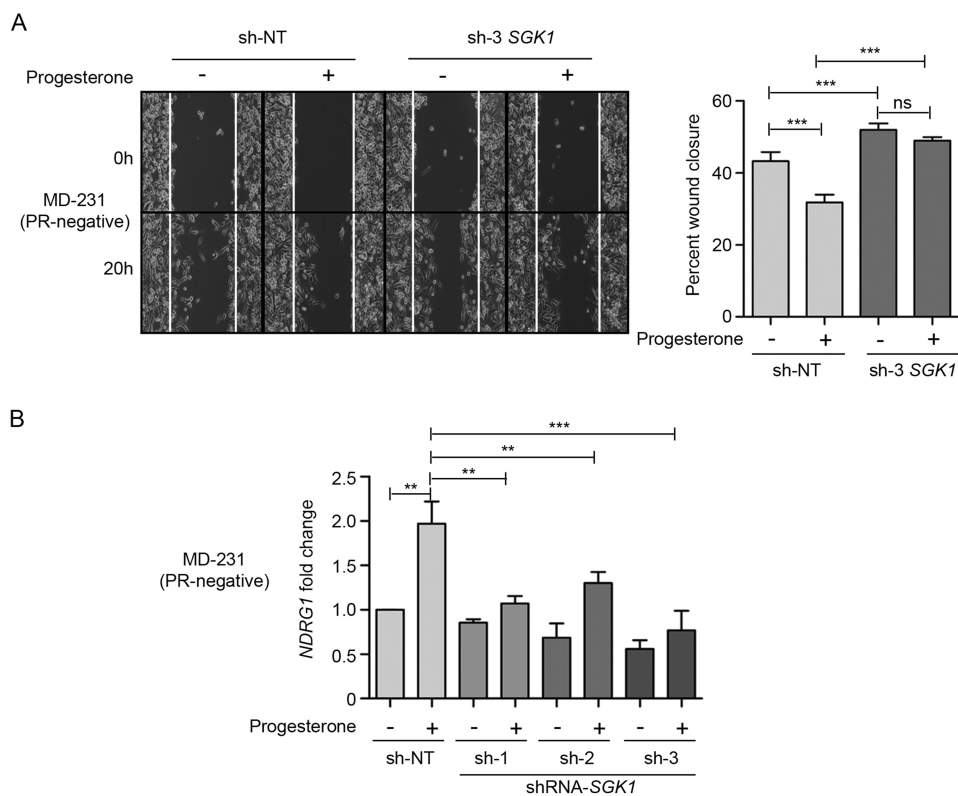 A
sh-NT
sh-3 SGK1
Progesterone - + - +
0h
MD-231
(PR-negative)
20h
***
***
***
ns
Percent wound closure
60
40
20
0
Progesterone - + - +
sh-NT
sh-3 SGK1
B
***
**
**
**
NDRG1 fold change
2.5
2.0
1.5
1.0
0.5
0
MD-231
(PR-negative)
Progesterone - + - + - + - +
sh-NT
sh-1
sh-2
sh-3
shRNA-SGK1